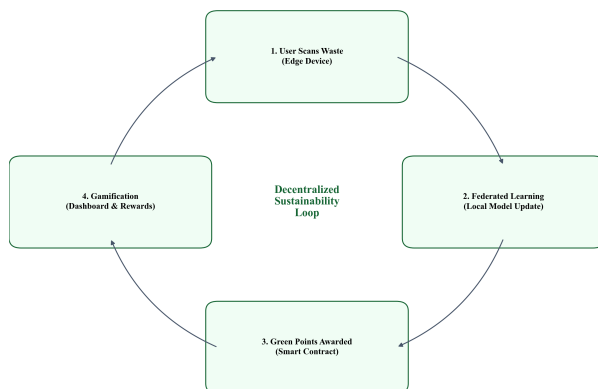 1. User Scans Waste
(Edge Device)
2. Federated Learning
(Local Model Update)
3. Green Points Awarded
(Smart Contract)
4. Gamification
(Dashboard & Rewards)
Decentralized
Sustainability
Loop